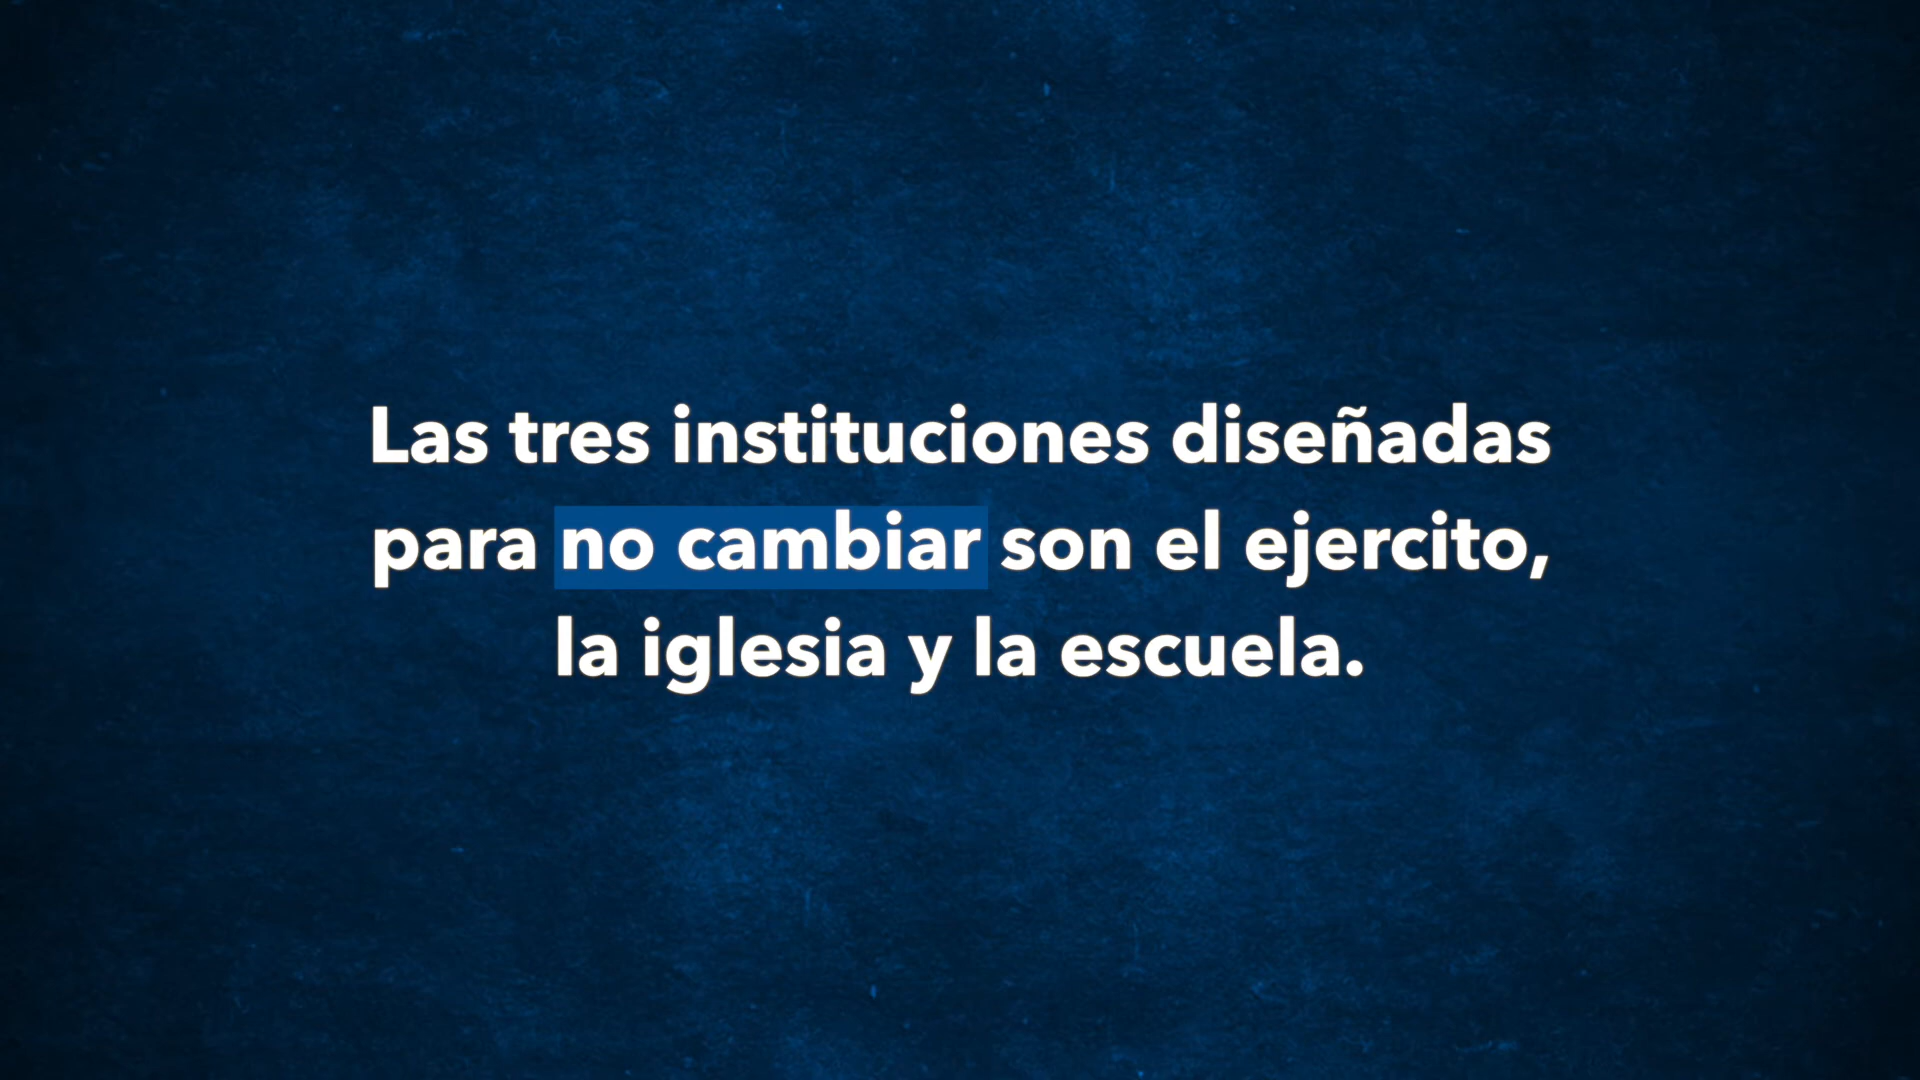 Las tres instituciones diseñadas
para no cambiar son el ejercito,
la iglesia y la escuela.